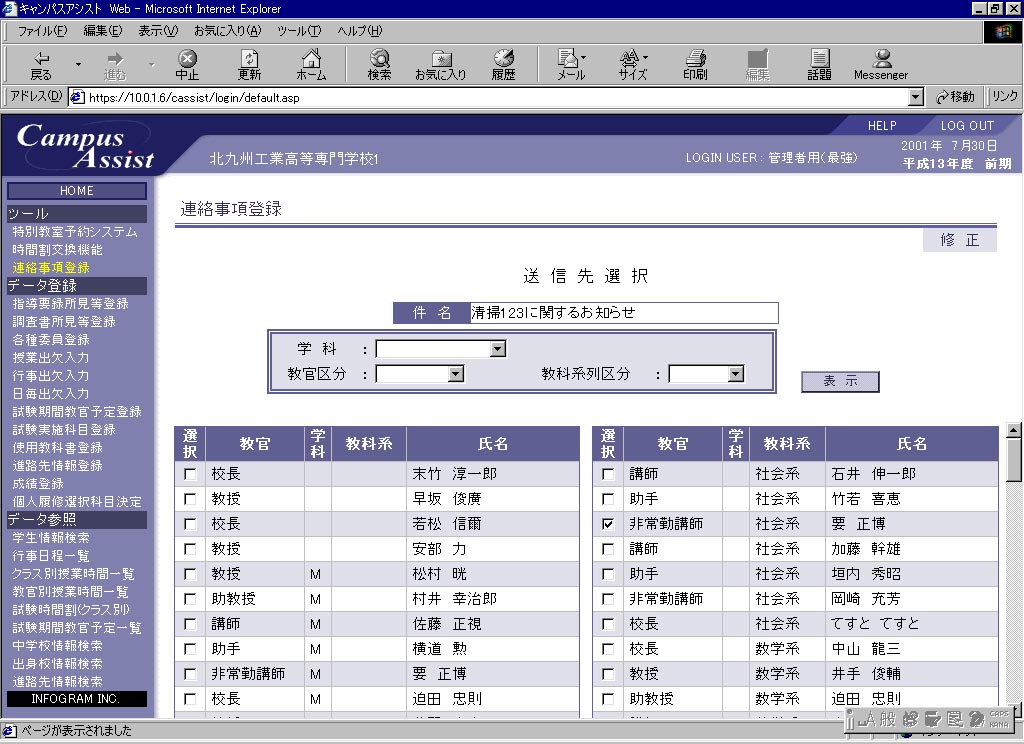 キャンパスアシスト Web - Microsoft Internet Explorer
ファイル(F) 編集(E) 表示(V) お気に入り(A) ツール(T) ヘルプ(H)
戻る 進む 中止 更新 ホーム 検索 お気に入り 履歴 メール サイズ 印刷 編集 話題 Messenger
アドレス(D) https://10.0.1.6/cassist/login/default.asp 移動 リンク
Campus Assist
HELP LOG OUT
北九州工業高等専門学校1 LOGIN USER: 管理者用(最強)
2001年 7月30日
平成13年度 前期
HOME
ツール
特別教室予約システム
時間割交換機能
連絡事項登録
データ登録
指導要録所見等登録
調査書所見等登録
各種委員登録
授業出欠入力
行事出欠入力
日毎出欠入力
試験期間教官予定登録
試験実施科目登録
使用教科書登録
進路先情報登録
成績登録
個人履修選択科目決定
データ参照
学生情報検索
行事日程一覧
クラス別授業時間一覧
教官別授業時間一覧
試験時間割(クラス別)
試験期間教官予定一覧
中学校情報検索
出身校情報検索
進路先情報検索
INFOGRAM INC.
連絡事項登録
修 正
送 信 先 選 択
件 名 清掃123に関するお知らせ
学 科 :
教官区分 : 教科系列区分 :
表 示
選択 教官 学科 教科系 氏名
校長 末竹 淳一郎
教授 早坂 俊廣
校長 若松 信爾
教授 安部 力
教授 M 松村 晄
助教授 M 村井 幸治郎
講師 M 佐藤 正視
助手 M 横道 勲
非常勤講師 M 要 正博
校長 M 迫田 忠則
選択 教官 学科 教科系 氏名
講師 社会系 石井 伸一郎
助手 社会系 竹若 喜恵
非常勤講師 社会系 要 正博
講師 社会系 加藤 幹雄
助手 社会系 垣内 秀昭
非常勤講師 社会系 岡崎 充芳
校長 社会系 てすと てすと
校長 数学系 中山 龍三
教授 数学系 井手 俊輔
助教授 数学系 迫田 忠則
ページが表示されました
A 般
CAPS
KANA